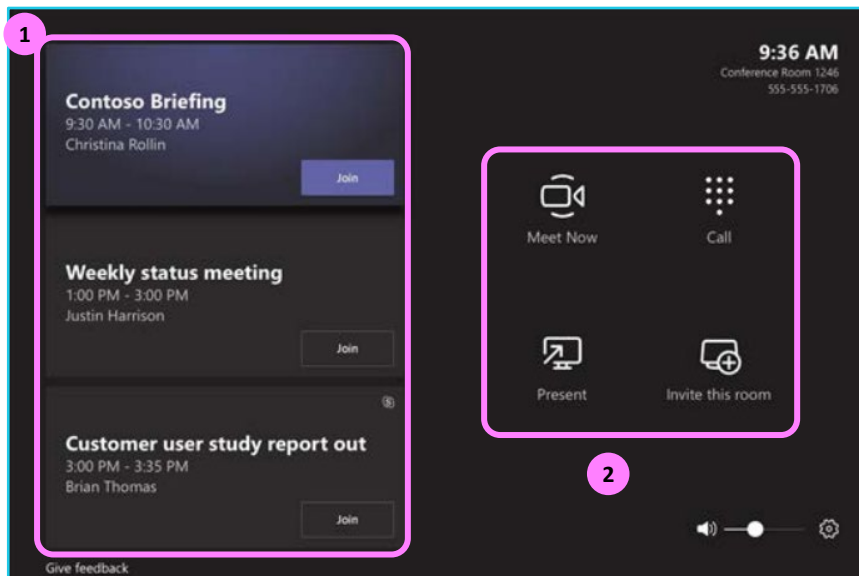 1
Contoso Briefing
9:30 AM - 10:30 AM
Christina Rollin
Join
Weekly status meeting
1:00 PM - 3:00 PM
Justin Harrison
Join
Customer user study report out
3:00 PM - 3:35 PM
Brian Thomas
Join
Give feedback
9:36 AM
Conference Room 1246
555-555-1706
Meet Now
Call
Present
Invite this room
2